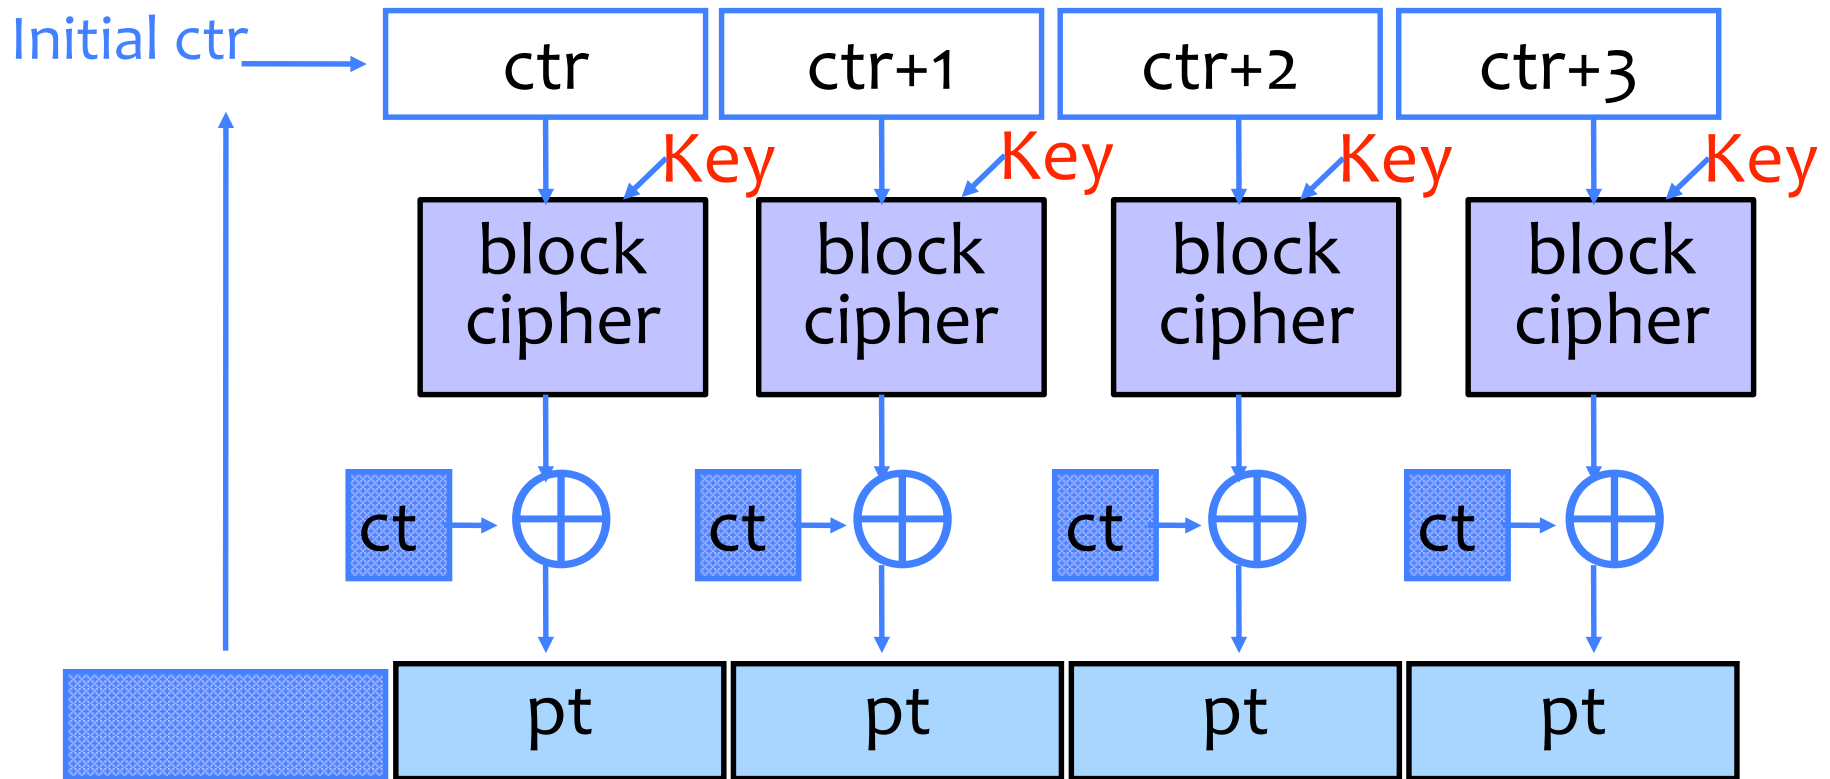 Initial ctr
ctr
ctr+1
ctr+2
ctr+3
Key
Key
Key
Key
block
cipher
block
cipher
block
cipher
block
cipher
ct
ct
ct
ct
pt
pt
pt
pt